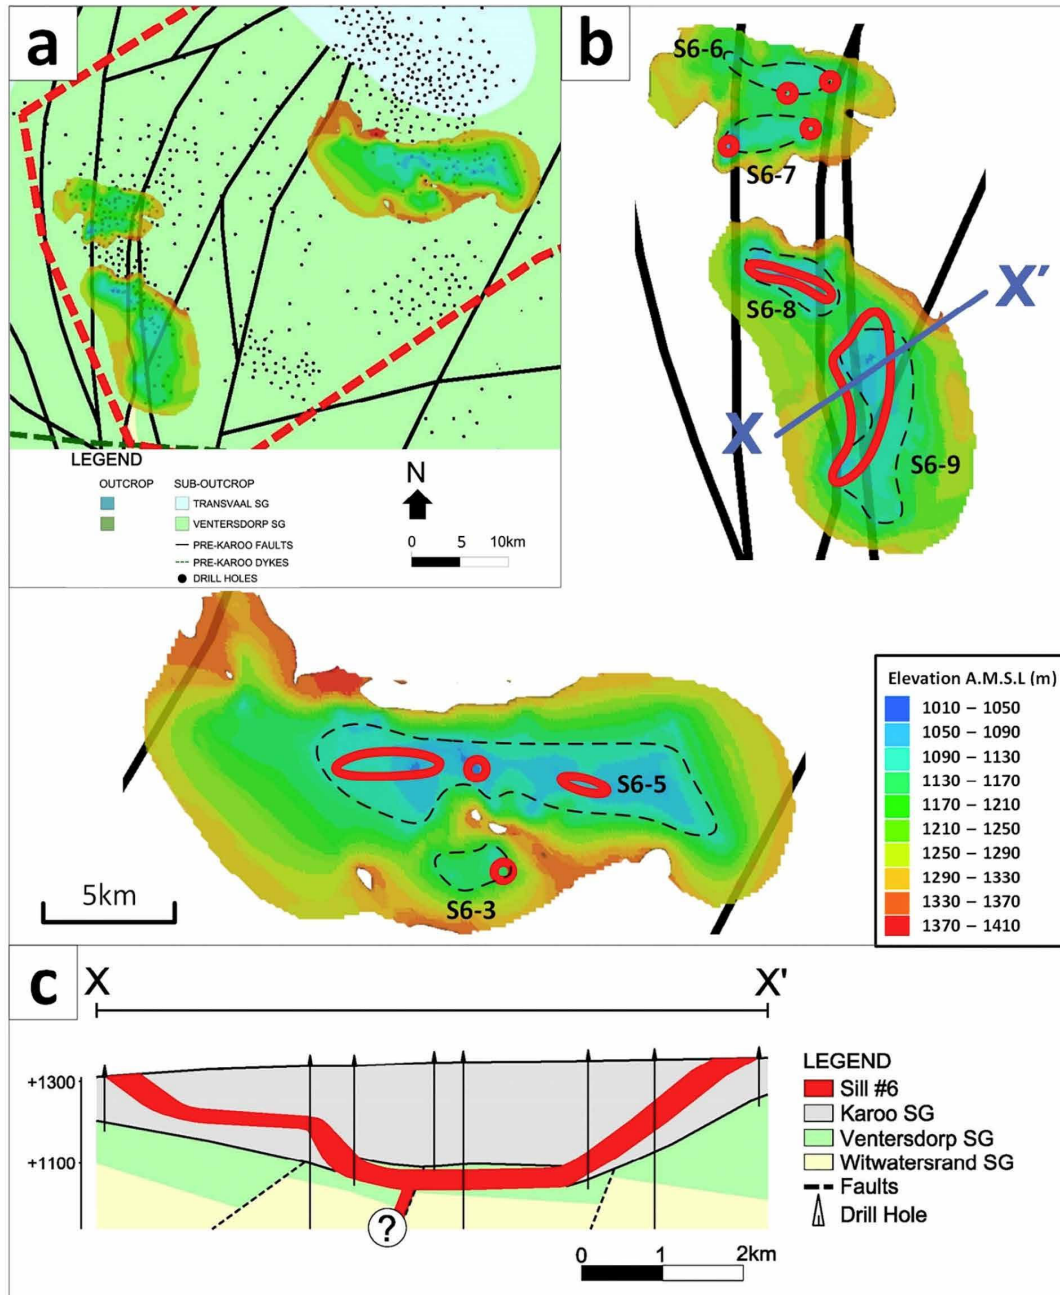 a
LEGEND
OUTCROP
SUB-OUTCROP
TRANSVAAL SG
VENTERSDORP SG
PRE-KAROO FAULTS
PRE-KAROO DYKES
DRILL HOLES
N
0 5 10km
b
S6-6
S6-7
S6-8
X'
X
S6-9
S6-5
S6-3
5km
Elevation A.M.S.L (m)
1010 – 1050
1050 – 1090
1090 – 1130
1130 – 1170
1170 – 1210
1210 – 1250
1250 – 1290
1290 – 1330
1330 – 1370
1370 – 1410
c
X X'
+1300
+1100
?
0 1 2km
LEGEND
Sill #6
Karoo SG
Ventersdorp SG
Witwatersrand SG
Faults
Drill Hole